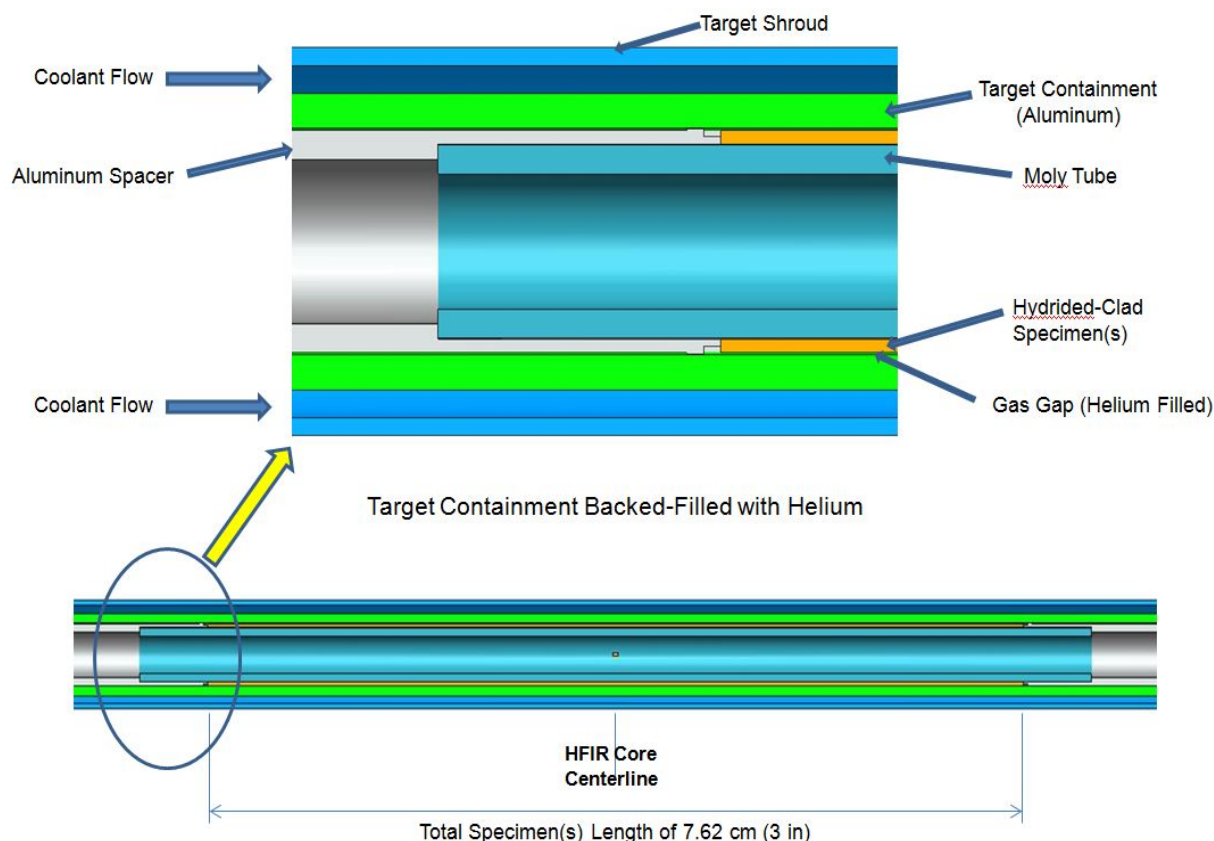 Target Shroud
Coolant Flow
Target Containment
(Aluminum)
Aluminum Spacer
Moly Tube
Hydrided-Clad
Specimen(s)
Coolant Flow
Gas Gap (Helium Filled)
Target Containment Backed-Filled with Helium
HFIR Core
Centerline
Total Specimen(s) Length of 7.62 cm (3 in)